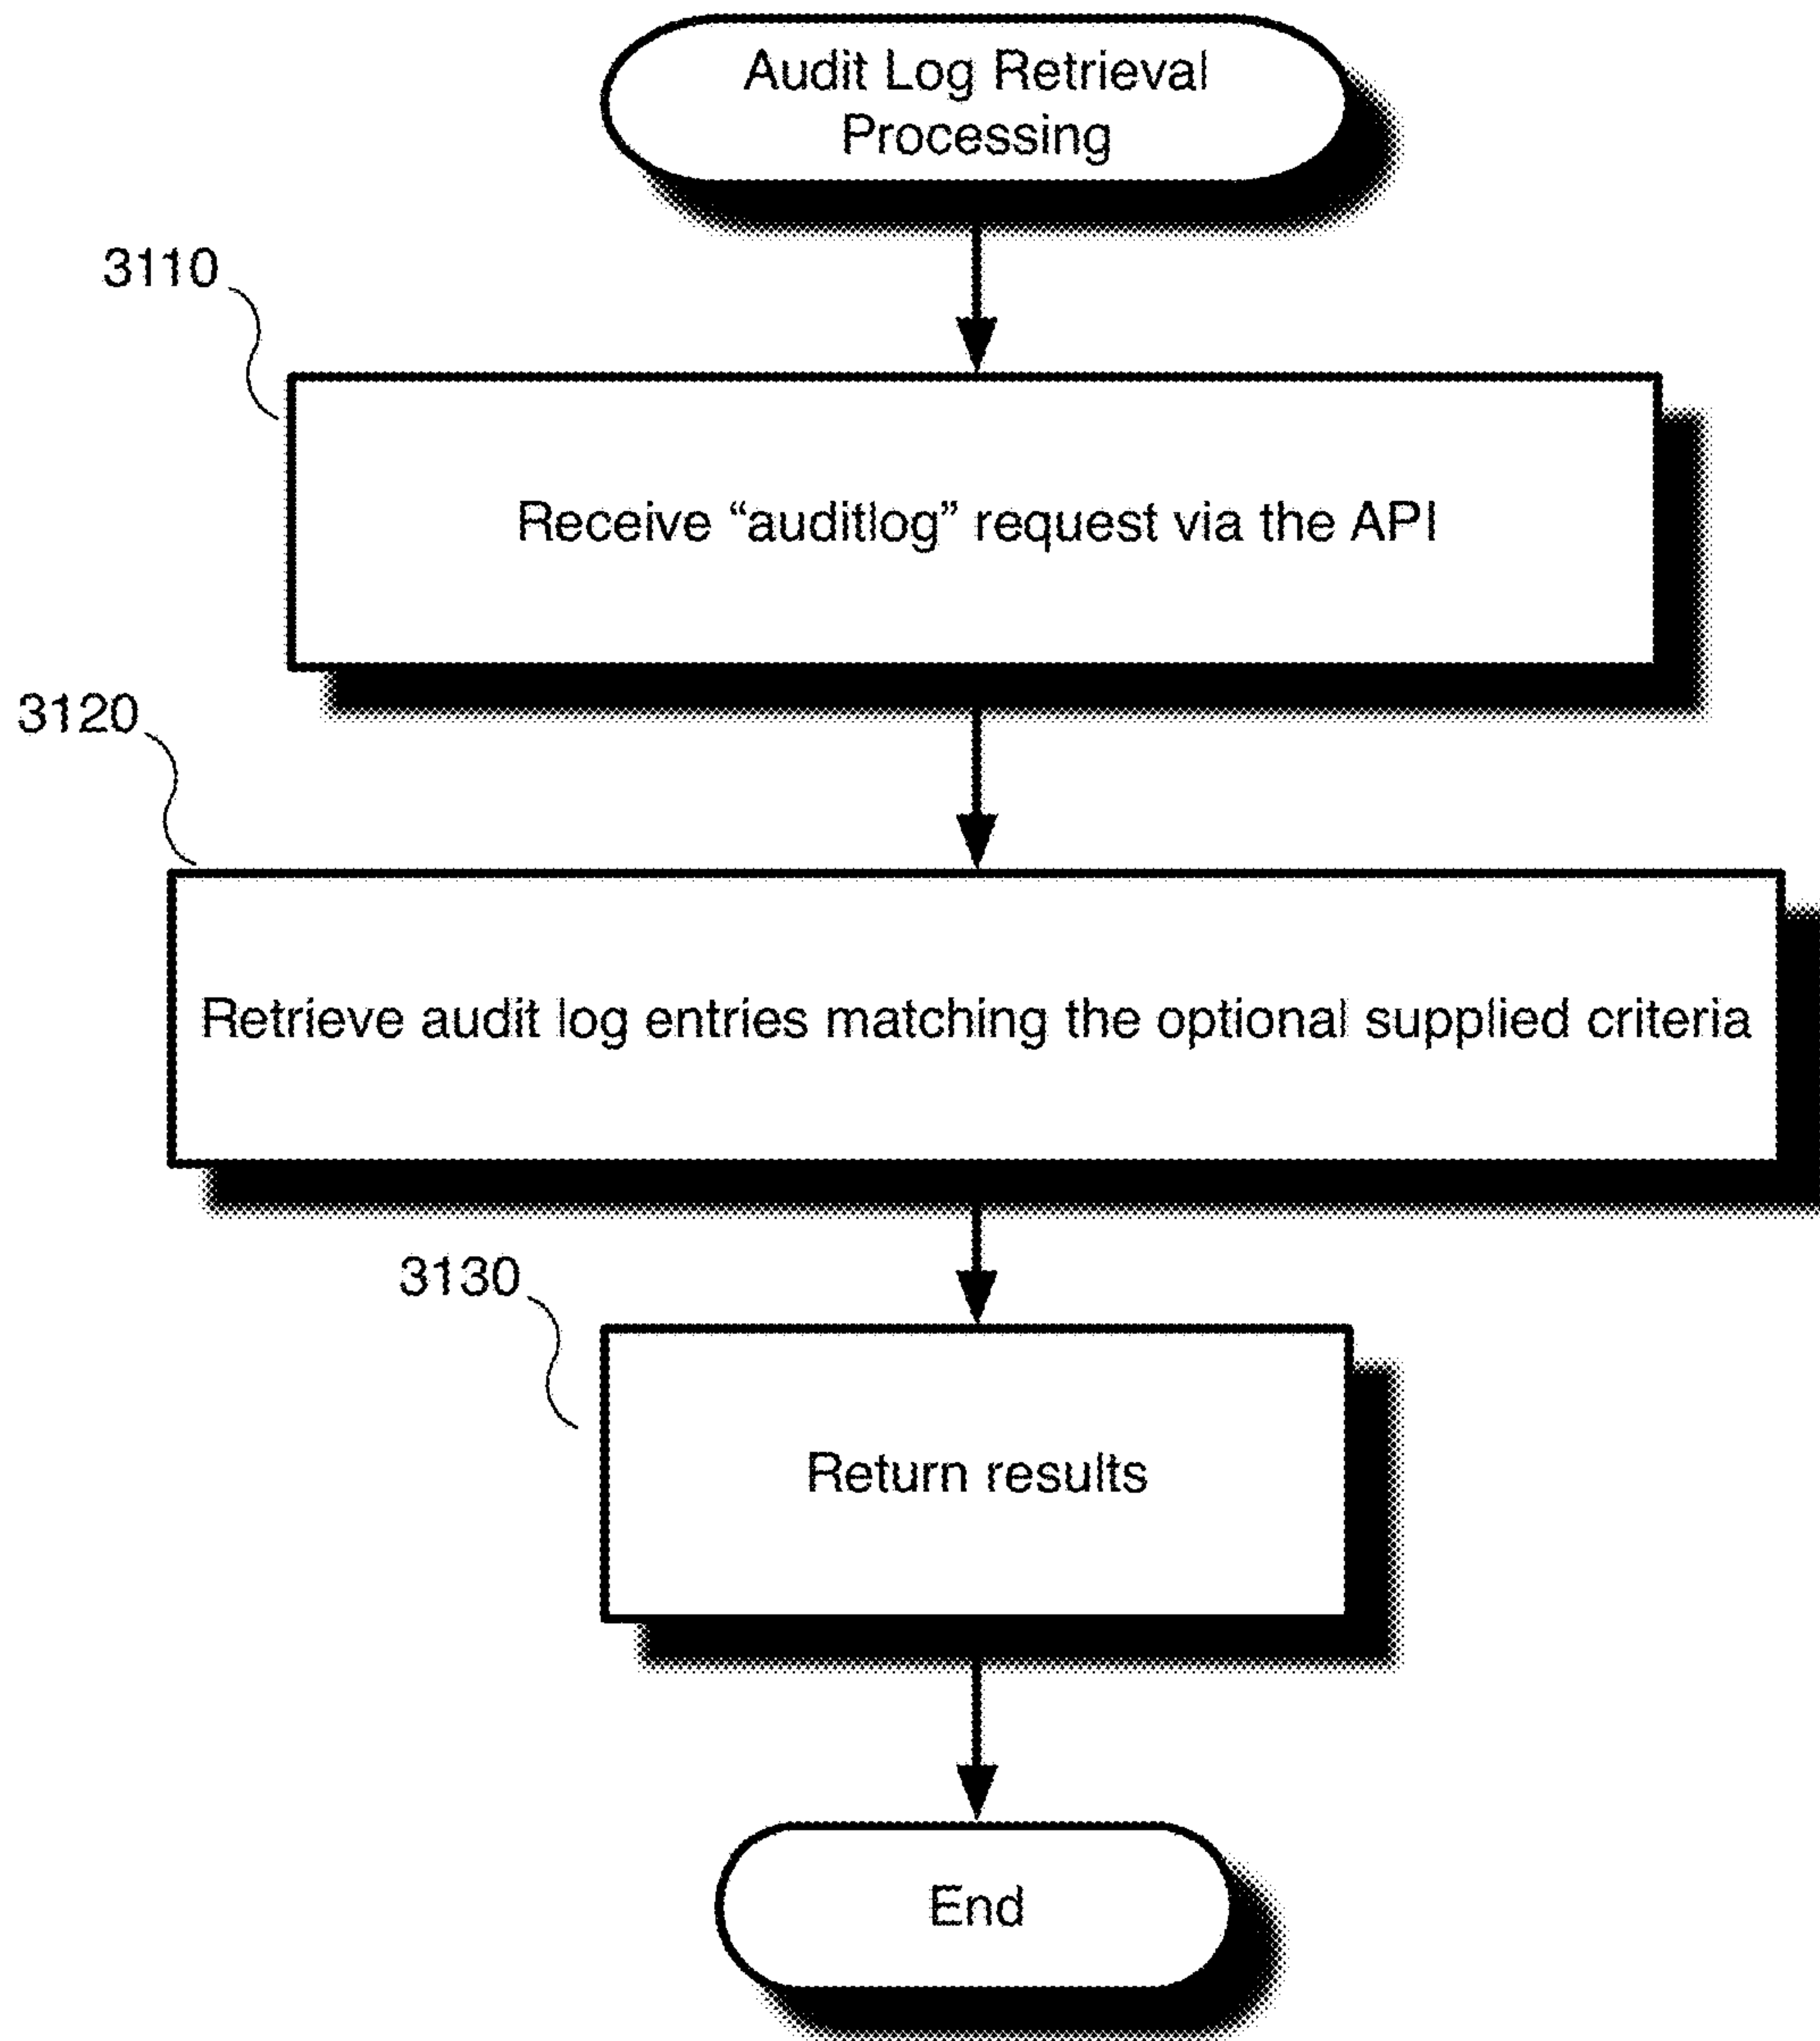 Audit Log Retrieval
Processing
3110
Receive “auditlog” request via the API
3120
Retrieve audit log entries matching the optional supplied criteria
3130
Return results
End